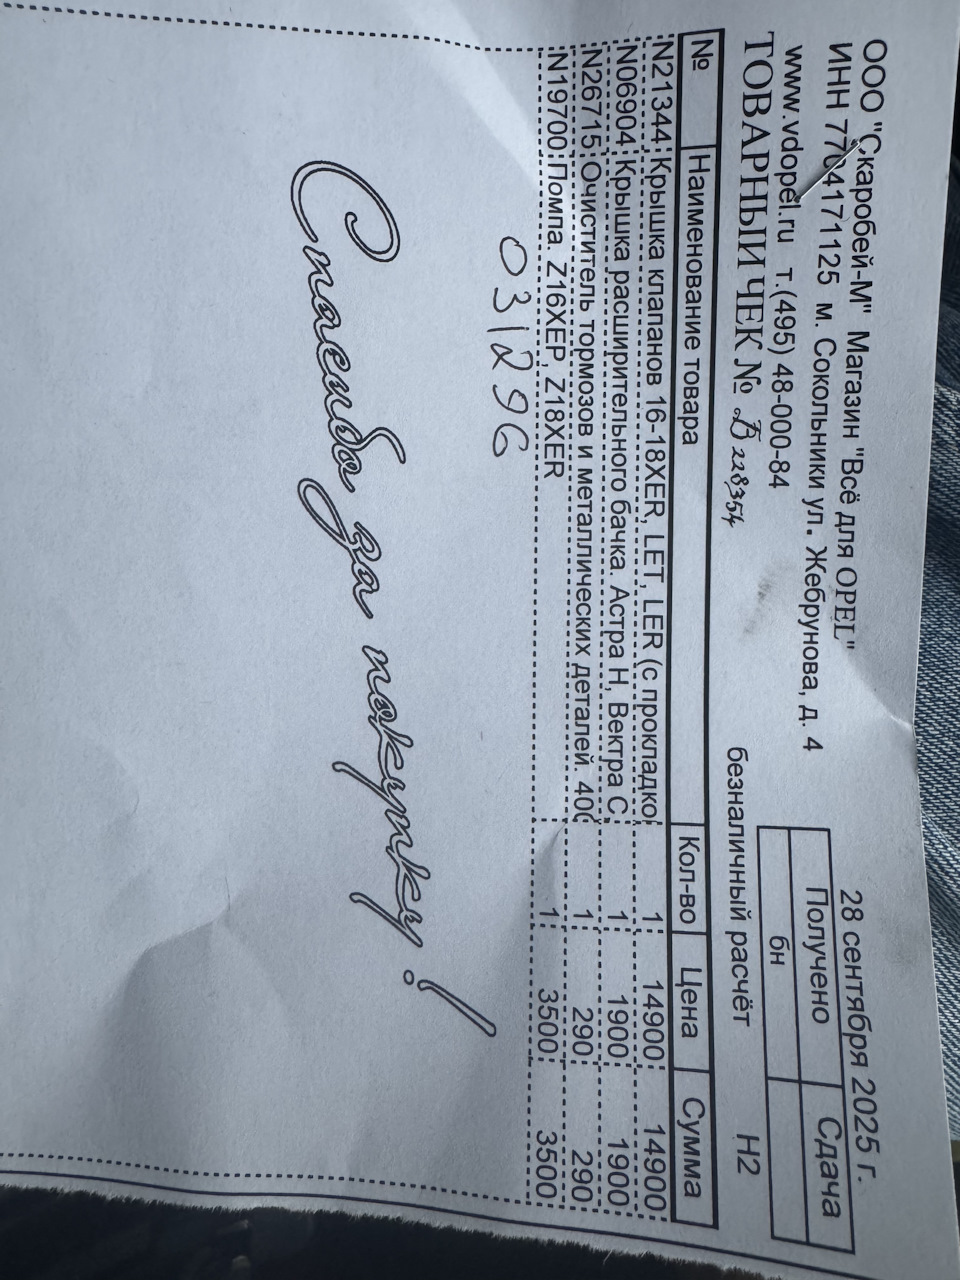 ООО "Скаробей-М" Магазин "Всё для OPEL" 28 сентября 2025 г.
ИНН 7704171125 м. Сокольники ул. Жебрунова, д. 4
www.vdopel.ru т.(495) 48-000-84
Получено Сдача
бн
ТОВАРНЫЙ ЧЕК № Б 228354 безналичный расчёт Н2
№ Наименование товара Кол-во Цена Сумма
N21344 Крышка клапанов 16-18XER, LET, LER (с прокладко 1 14900 14900
N06904 Крышка расширительного бачка. Астра Н, Вектра С 1 1900 1900
N26715 Очиститель тормозов и металлических деталей. 400 1 290 290
N19700 Помпа. Z16XEP, Z18XER 1 3500 3500
031296
Спасибо за покупку!